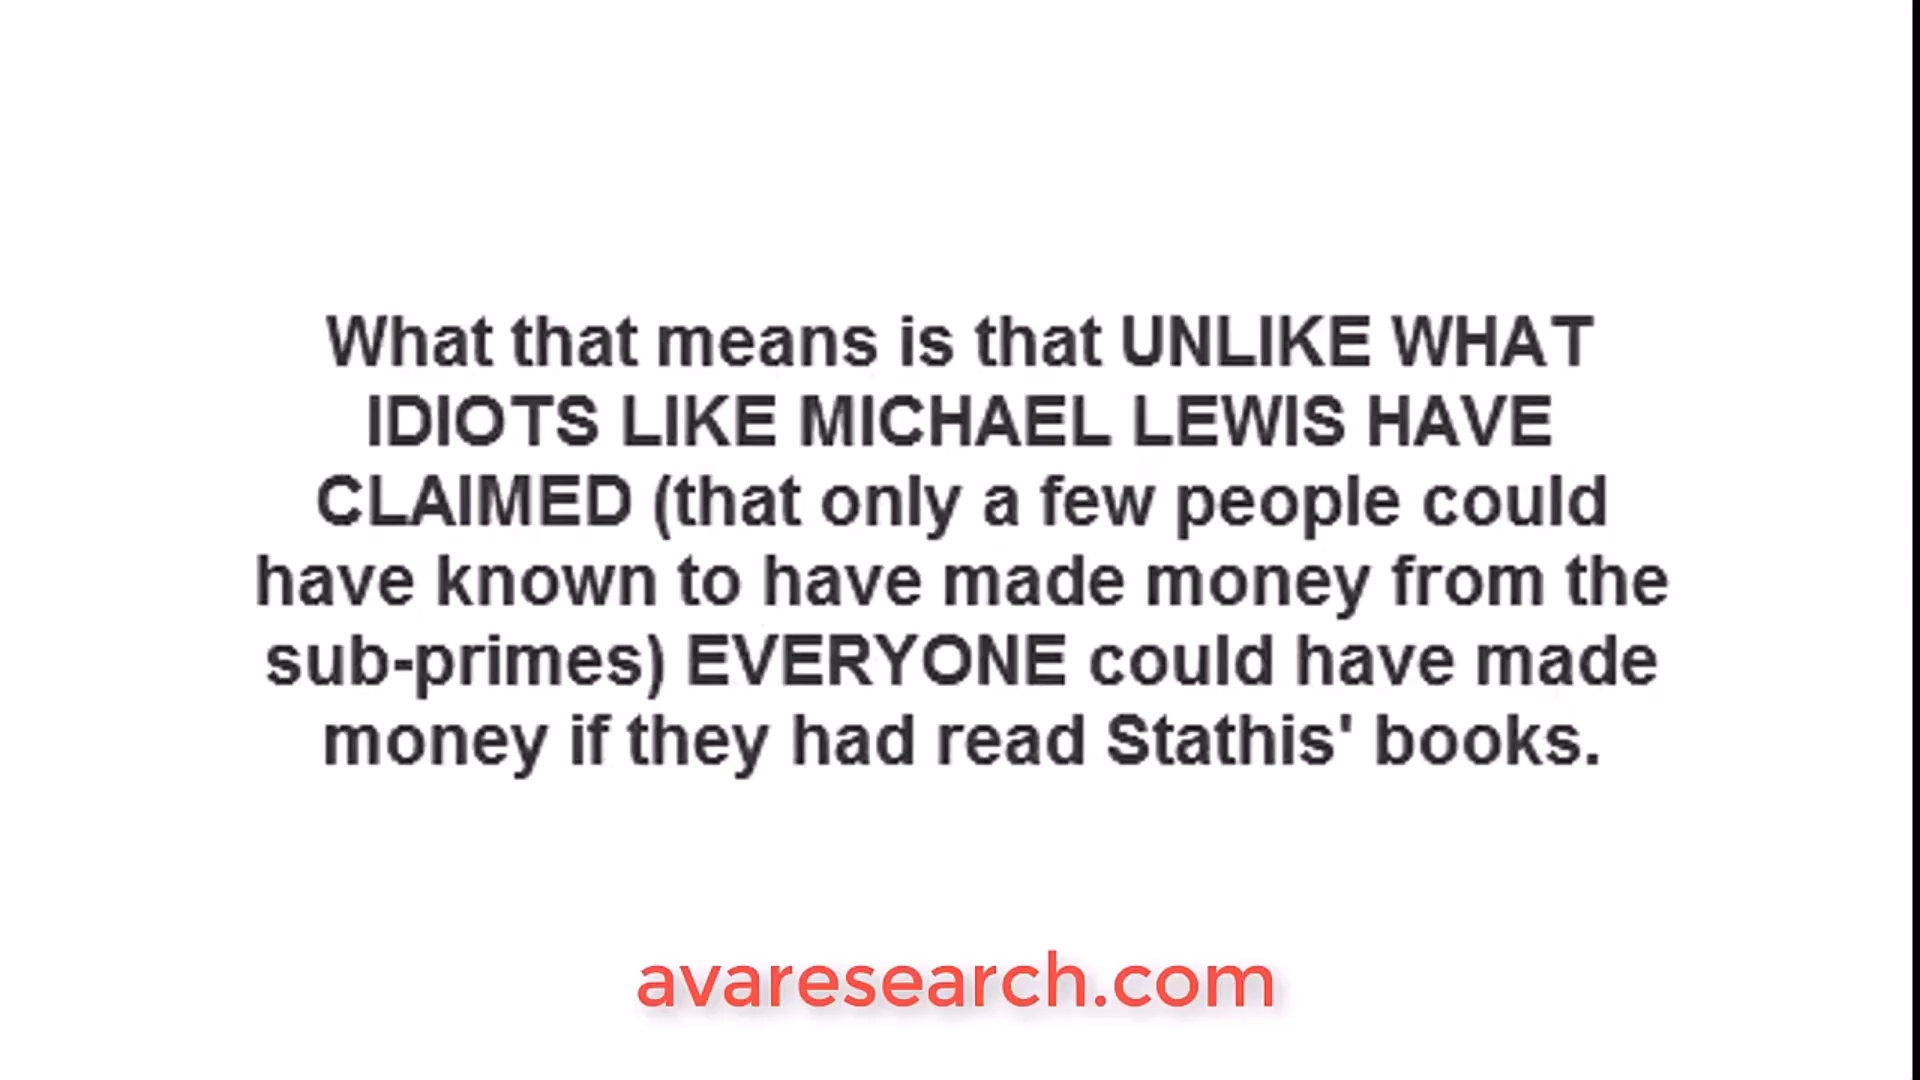 What that means is that UNLIKE WHAT
IDIOTS LIKE MICHAEL LEWIS HAVE
CLAIMED (that only a few people could
have known to have made money from the
sub-primes) EVERYONE could have made
money if they had read Stathis' books.
avaresearch.com